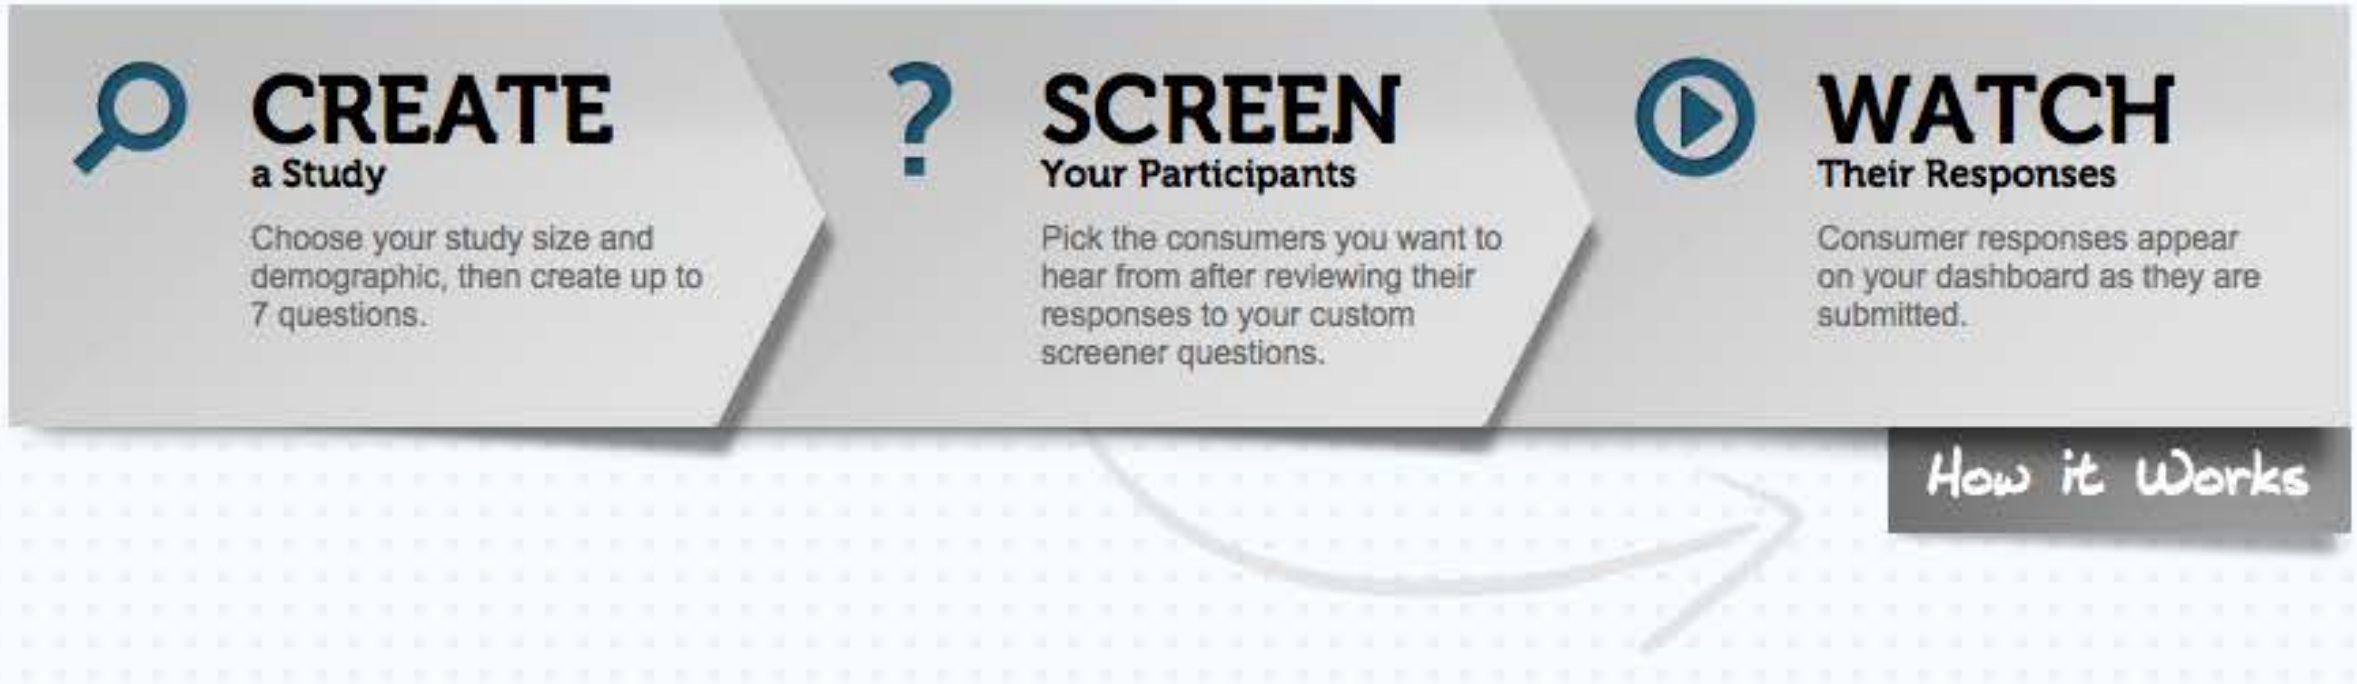 CREATE
a Study
Choose your study size and
demographic, then create up to
7 questions.
SCREEN
Your Participants
Pick the consumers you want to
hear from after reviewing their
responses to your custom
screener questions.
WATCH
Their Responses
Consumer responses appear
on your dashboard as they are
submitted.
How it Works